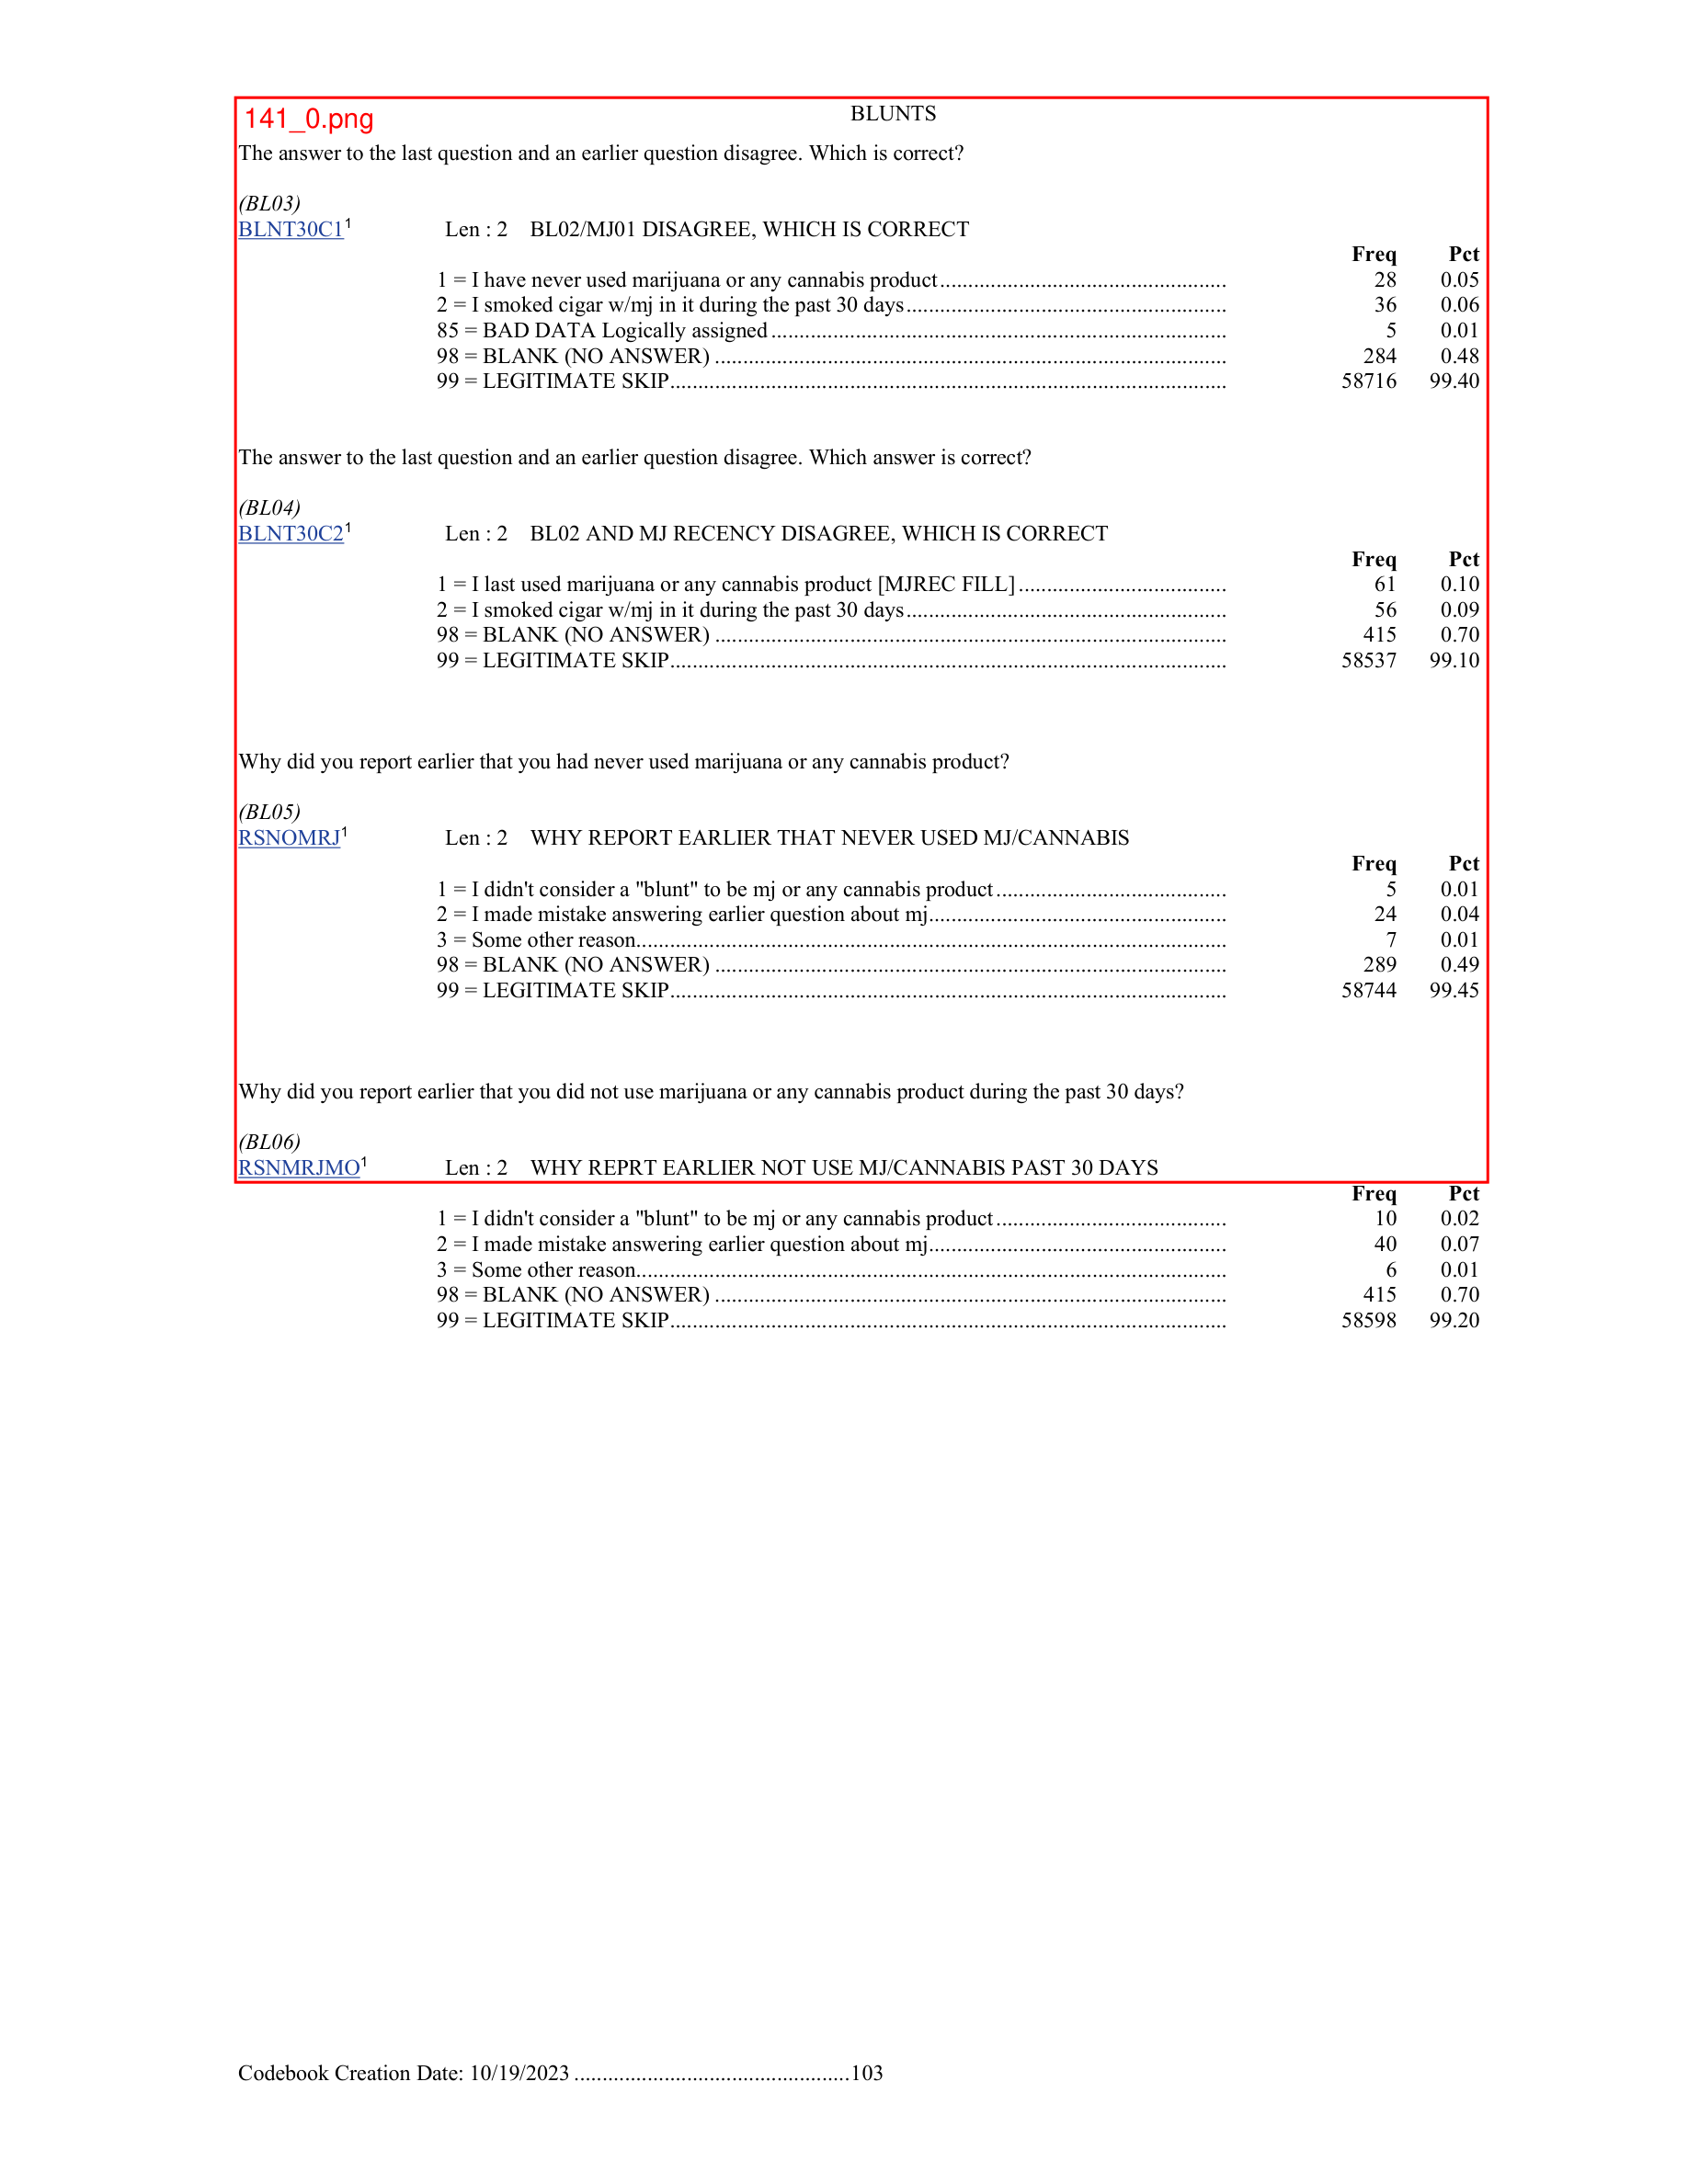 141_0.png
BLUNTS
The answer to the last question and an earlier question disagree. Which is correct?
(BL03)
BLNT30C1¹ Len : 2 BL02/MJ01 DISAGREE, WHICH IS CORRECT
Freq Pct
1 = I have never used marijuana or any cannabis product................................................... 28 0.05
2 = I smoked cigar w/mj in it during the past 30 days......................................................... 36 0.06
85 = BAD DATA Logically assigned ................................................................................. 5 0.01
98 = BLANK (NO ANSWER) ........................................................................................... 284 0.48
99 = LEGITIMATE SKIP................................................................................................... 58716 99.40
The answer to the last question and an earlier question disagree. Which answer is correct?
(BL04)
BLNT30C2¹ Len : 2 BL02 AND MJ RECENCY DISAGREE, WHICH IS CORRECT
Freq Pct
1 = I last used marijuana or any cannabis product [MJREC FILL]..................................... 61 0.10
2 = I smoked cigar w/mj in it during the past 30 days......................................................... 56 0.09
98 = BLANK (NO ANSWER) ........................................................................................... 415 0.70
99 = LEGITIMATE SKIP................................................................................................... 58537 99.10
Why did you report earlier that you had never used marijuana or any cannabis product?
(BL05)
RSNOMRJ¹ Len : 2 WHY REPORT EARLIER THAT NEVER USED MJ/CANNABIS
Freq Pct
1 = I didn't consider a "blunt" to be mj or any cannabis product......................................... 5 0.01
2 = I made mistake answering earlier question about mj..................................................... 24 0.04
3 = Some other reason......................................................................................................... 7 0.01
98 = BLANK (NO ANSWER) ........................................................................................... 289 0.49
99 = LEGITIMATE SKIP................................................................................................... 58744 99.45
Why did you report earlier that you did not use marijuana or any cannabis product during the past 30 days?
(BL06)
RSNMRJMO¹ Len : 2 WHY REPRT EARLIER NOT USE MJ/CANNABIS PAST 30 DAYS
Freq Pct
1 = I didn't consider a "blunt" to be mj or any cannabis product......................................... 10 0.02
2 = I made mistake answering earlier question about mj..................................................... 40 0.07
3 = Some other reason......................................................................................................... 6 0.01
98 = BLANK (NO ANSWER) ........................................................................................... 415 0.70
99 = LEGITIMATE SKIP................................................................................................... 58598 99.20
Codebook Creation Date: 10/19/2023 .................................................103